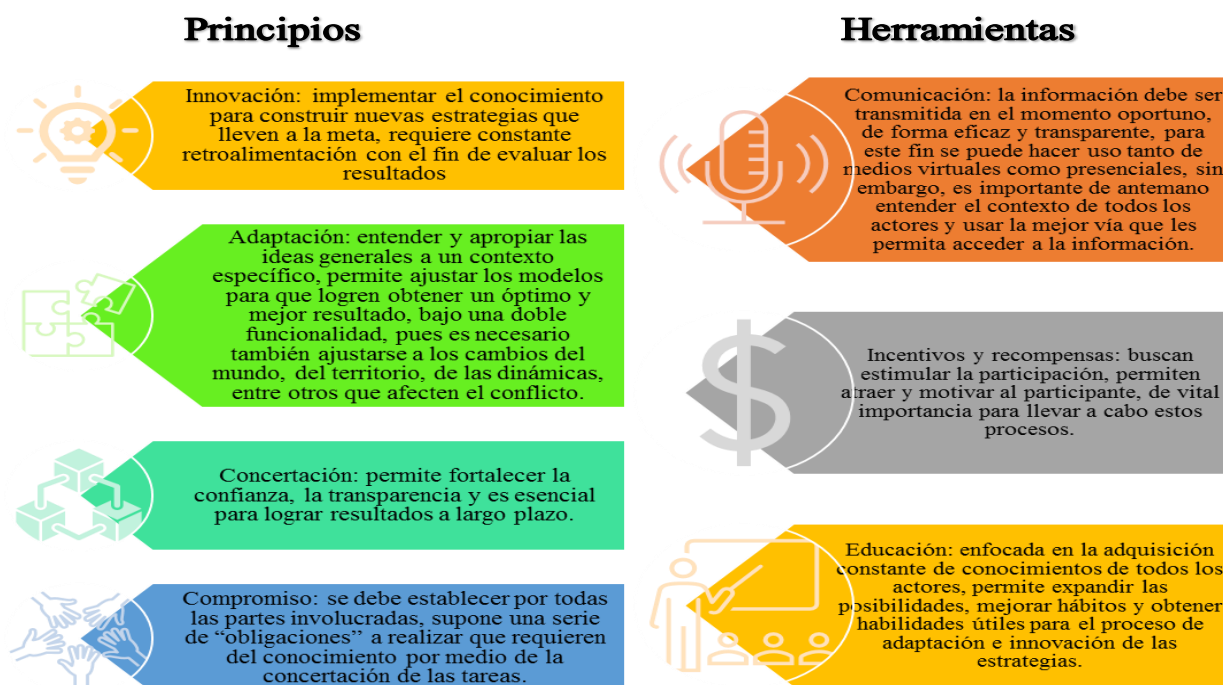 Principios
Innovación: implementar el conocimiento
para construir nuevas estrategias que
lleven a la meta, requiere constante
retroalimentación con el fin de evaluar los
resultados
Adaptación: entender y apropiar las
ideas generales a un contexto
específico, permite ajustar los modelos
para que logren obtener un óptimo y
mejor resultado, bajo una doble
funcionalidad, pues es necesario
también ajustarse a los cambios del
mundo, del territorio, de las dinámicas,
entre otros que afecten el conflicto.
Concertación: permite fortalecer la
confianza, la transparencia y es esencial
para lograr resultados a largo plazo.
Compromiso: se debe establecer por todas
las partes involucradas, supone una serie
de “obligaciones” a realizar que requieren
del conocimiento por medio de la
concertación de las tareas.
Herramientas
Comunicación: la información debe ser
transmitida en el momento oportuno,
de forma eficaz y transparente, para
este fin se puede hacer uso tanto de
medios virtuales como presenciales, sin
embargo, es importante de antemano
entender el contexto de todos los
actores y usar la mejor vía que les
permita acceder a la información.
$
Incentivos y recompensas: buscan
estimular la participación, permiten
atraer y motivar al participante, de vital
importancia para llevar a cabo estos
procesos.
Educación: enfocada en la adquisición
constante de conocimientos de todos los
actores, permite expandir las
posibilidades, mejorar hábitos y obtener
habilidades útiles para el proceso de
adaptación e innovación de las
estrategias.